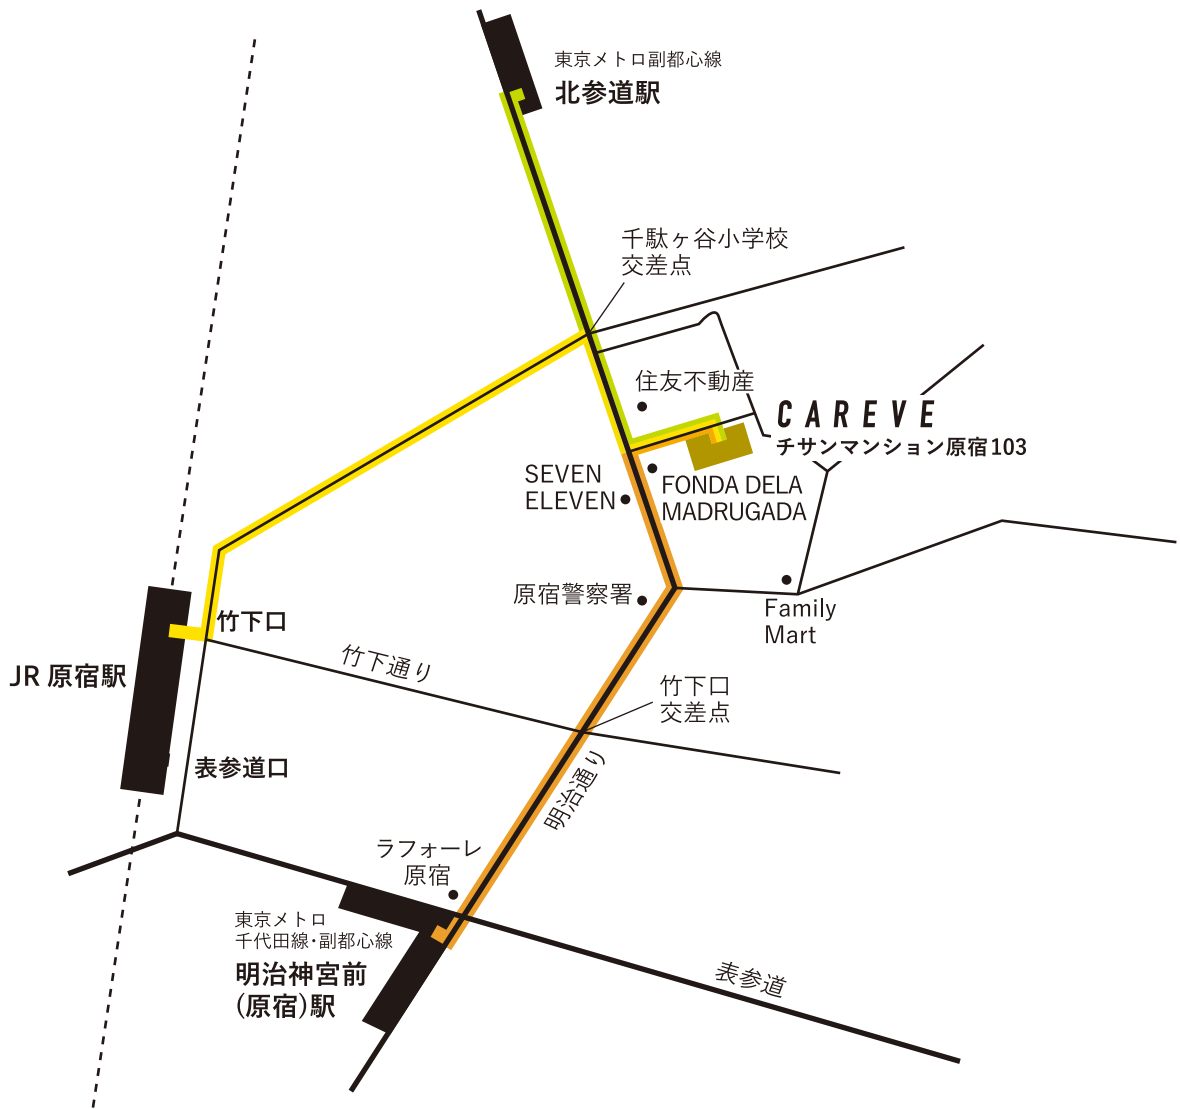 東京メトロ副都心線
北参道駅
千駄ヶ谷小学校
交差点
住友不動産
CAREVE
チサンマンション原宿103
SEVEN
ELEVEN
FONDA DELA
MADRUGADA
原宿警察署
Family
Mart
竹下口
JR 原宿駅
竹下通り
竹下口
交差点
表参道口
明治通り
ラフォーレ
原宿
東京メトロ
千代田線・副都心線
明治神宮前
(原宿)駅
表参道